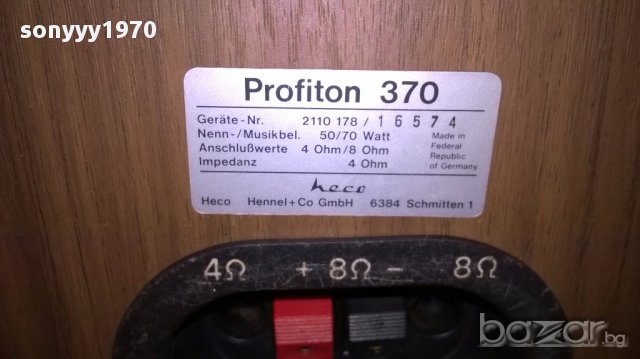 sonyyy1970
Profiton 370
Geräte-Nr. 2110 178 / 16574
Nenn-/Musikbel. 50/70 Watt
Anschlußwerte 4 Ohm/8 Ohm
Impedanz 4 Ohm
Made in
Federal
Republic
of Germany
heco
Heco Hennel+Co GmbH 6384 Schmitten 1
4Ω + 8Ω - 8Ω
bazar.bg